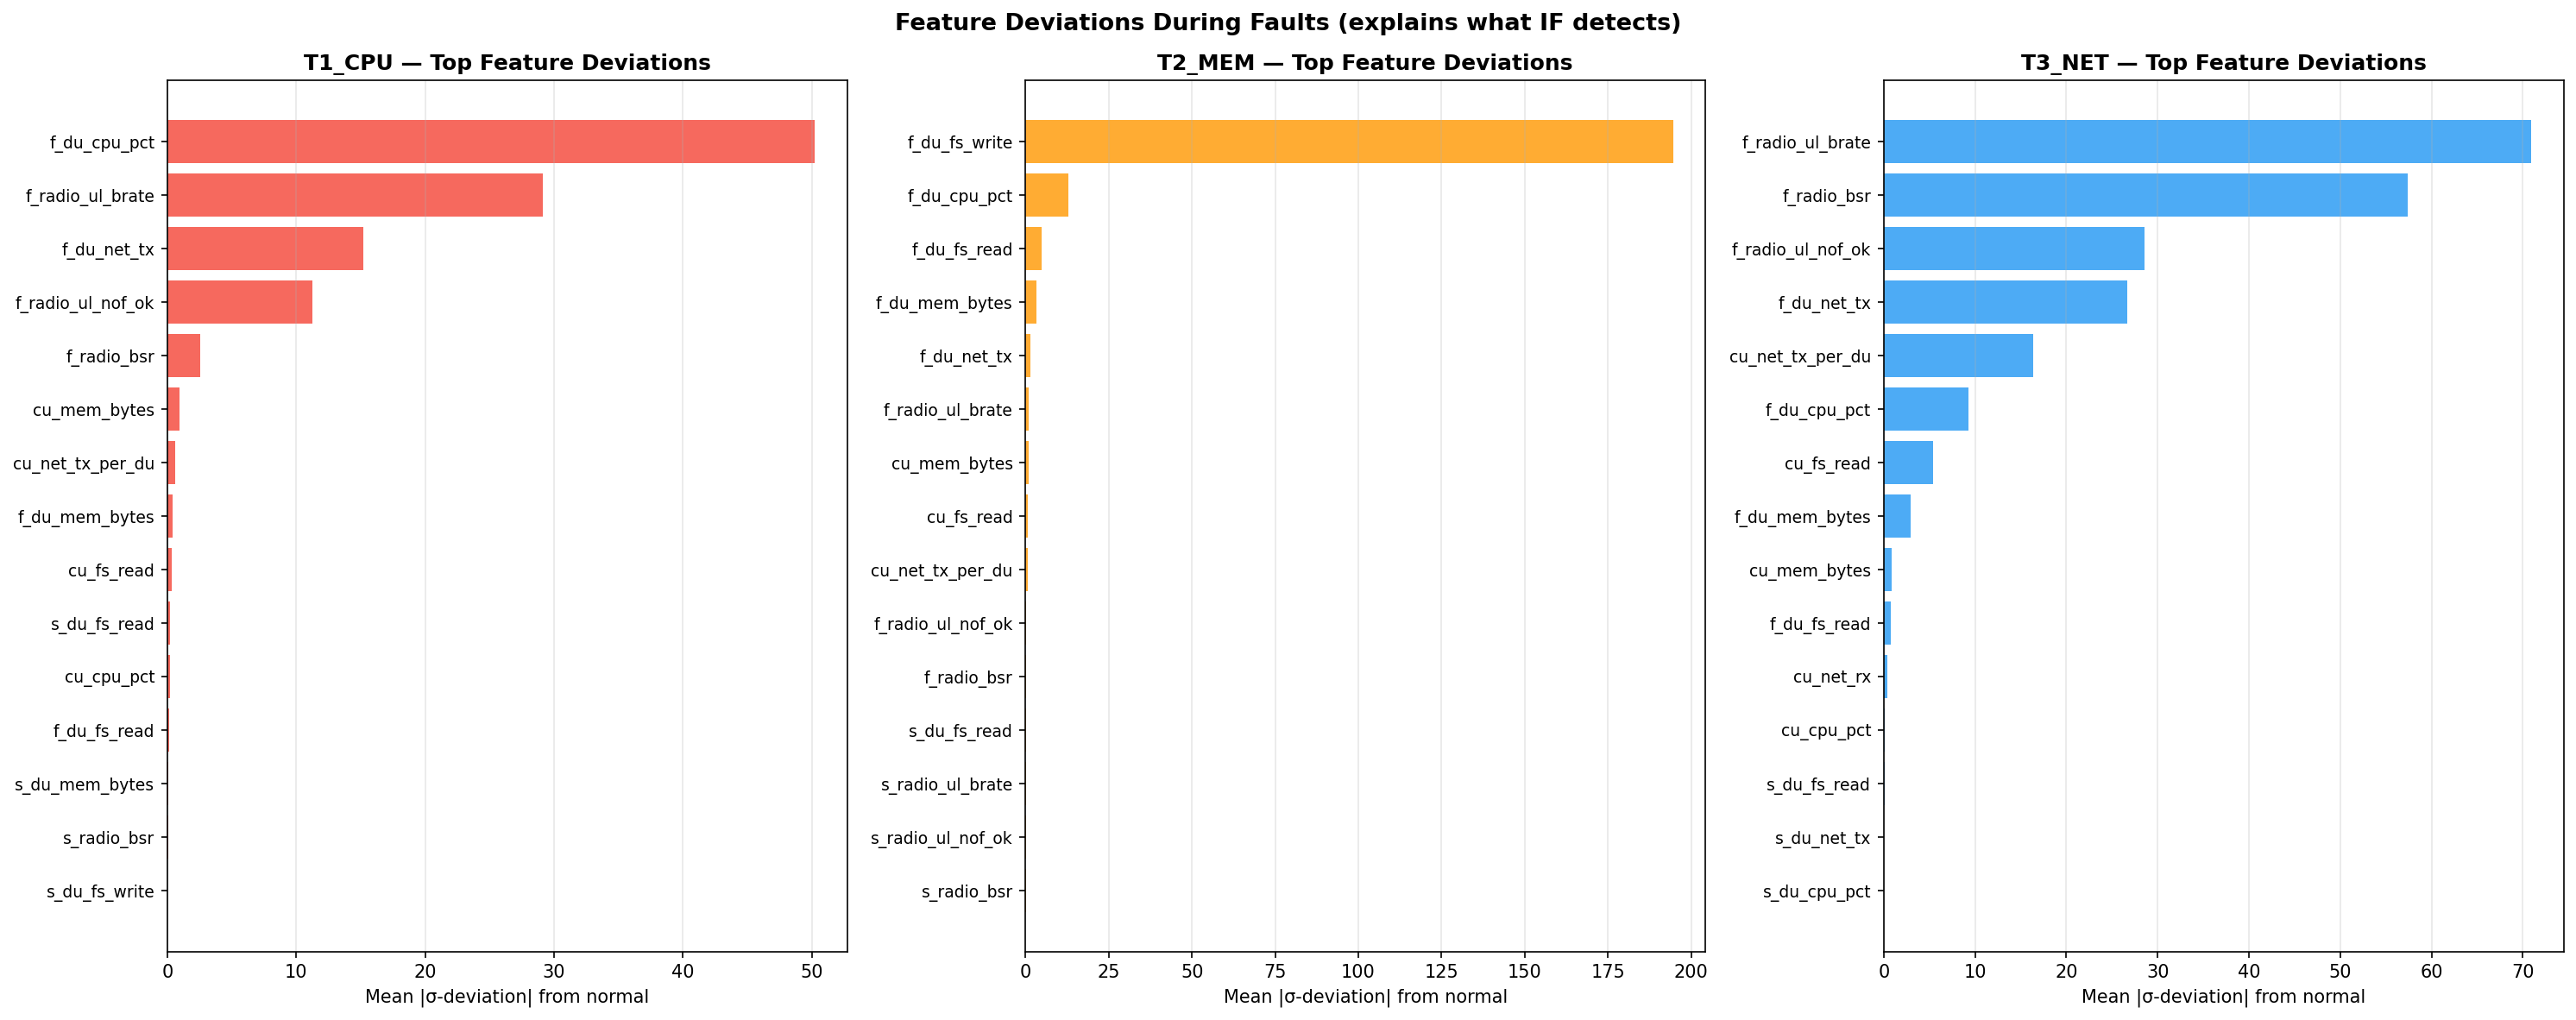 Feature Deviations During Faults (explains what IF detects)
T1_CPU — Top Feature Deviations
f_du_cpu_pct
f_radio_ul_brate
f_du_net_tx
f_radio_ul_nof_ok
f_radio_bsr
cu_mem_bytes
cu_net_tx_per_du
f_du_mem_bytes
cu_fs_read
s_du_fs_read
cu_cpu_pct
f_du_fs_read
s_du_mem_bytes
s_radio_bsr
s_du_fs_write
0 10 20 30 40 50
Mean |σ-deviation| from normal
T2_MEM — Top Feature Deviations
f_du_fs_write
f_du_cpu_pct
f_du_fs_read
f_du_mem_bytes
f_du_net_tx
f_radio_ul_brate
cu_mem_bytes
cu_fs_read
cu_net_tx_per_du
f_radio_ul_nof_ok
f_radio_bsr
s_du_fs_read
s_radio_ul_brate
s_radio_ul_nof_ok
s_radio_bsr
0 25 50 75 100 125 150 175 200
Mean |σ-deviation| from normal
T3_NET — Top Feature Deviations
f_radio_ul_brate
f_radio_bsr
f_radio_ul_nof_ok
f_du_net_tx
cu_net_tx_per_du
f_du_cpu_pct
cu_fs_read
f_du_mem_bytes
cu_mem_bytes
f_du_fs_read
cu_net_rx
cu_cpu_pct
s_du_fs_read
s_du_net_tx
s_du_cpu_pct
0 10 20 30 40 50 60 70
Mean |σ-deviation| from normal